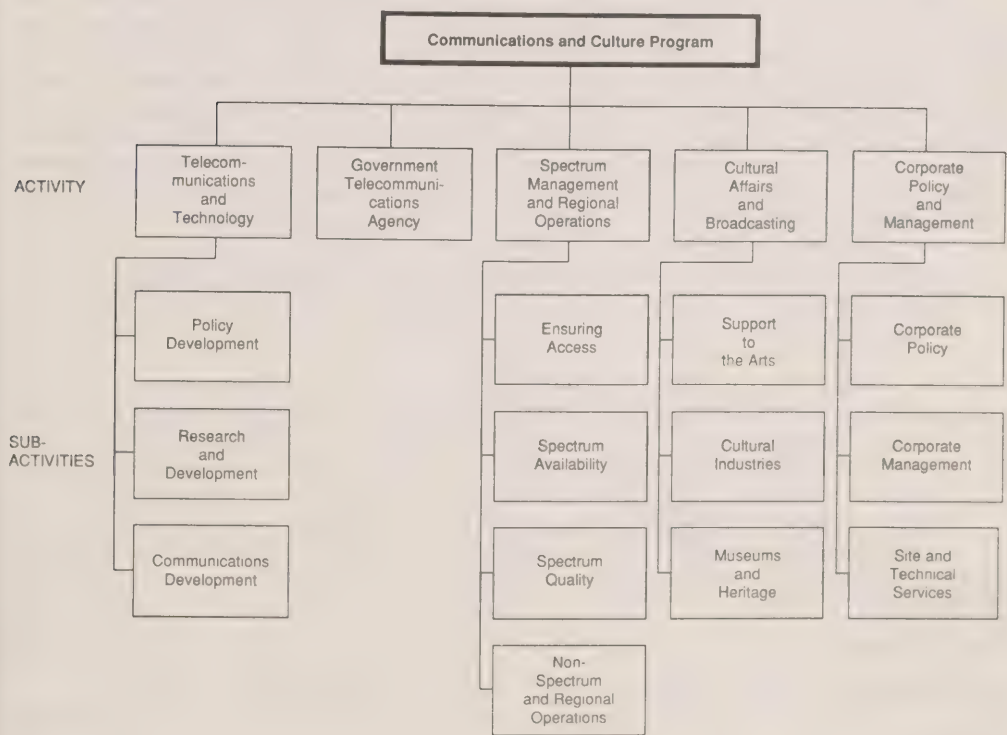 Communications and Culture Program
ACTIVITY
Telecom-
munications
and
Technology
Government
Telecommuni-
cations
Agency
Spectrum
Management
and Regional
Operations
Cultural
Affairs
and
Broadcasting
Corporate
Policy
and
Management
SUB-
ACTIVITIES
Policy
Development
Research
and
Development
Communications
Development
Ensuring
Access
Spectrum
Availability
Spectrum
Quality
Non-
Spectrum
and Regional
Operations
Support
to
the Arts
Cultural
Industries
Museums
and
Heritage
Corporate
Policy
Corporate
Management
Site and
Technical
Services